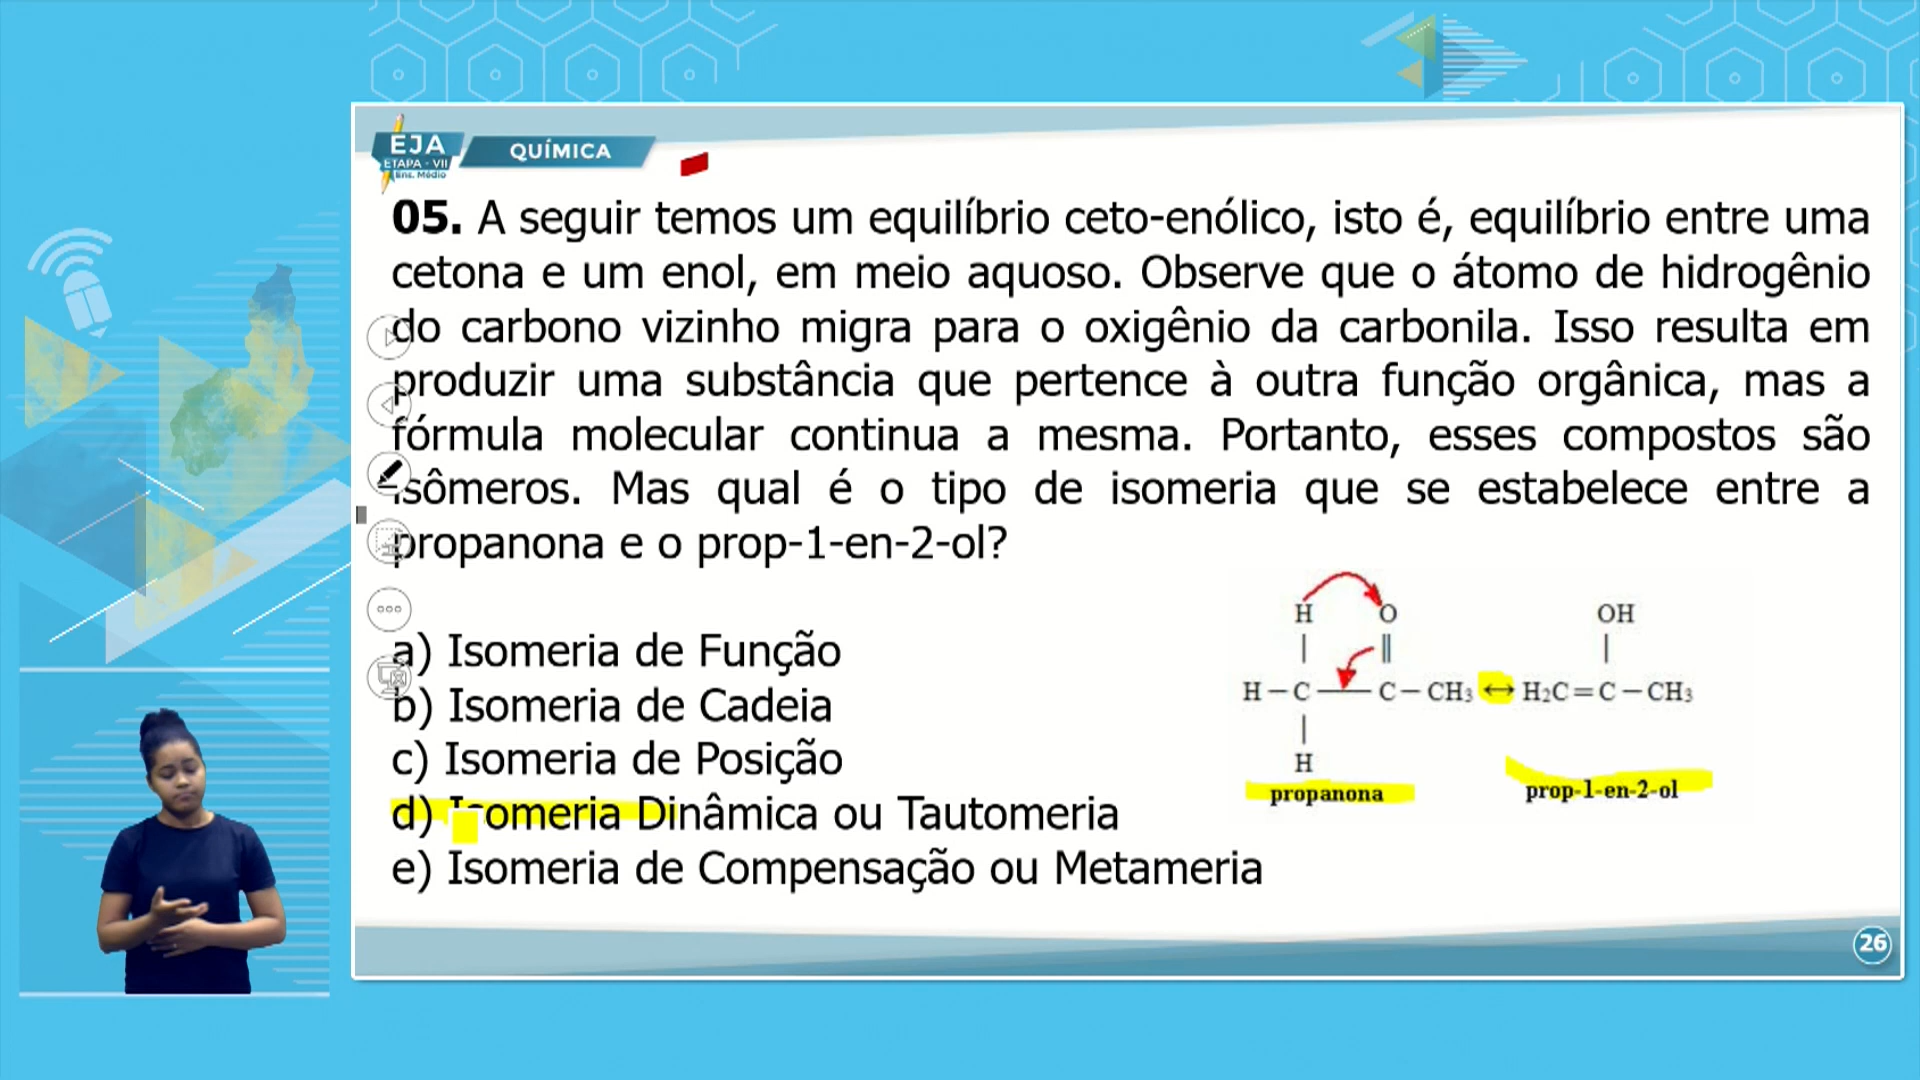 EJA
ETAPA - VII
Ens. Médio
QUÍMICA
05. A seguir temos um equilíbrio ceto-enólico, isto é, equilíbrio entre uma
cetona e um enol, em meio aquoso. Observe que o átomo de hidrogênio
do carbono vizinho migra para o oxigênio da carbonila. Isso resulta em
produzir uma substância que pertence à outra função orgânica, mas a
fórmula molecular continua a mesma. Portanto, esses compostos são
isômeros. Mas qual é o tipo de isomeria que se estabelece entre a
propanona e o prop-1-en-2-ol?
a) Isomeria de Função
b) Isomeria de Cadeia
c) Isomeria de Posição
d) Isomeria Dinâmica ou Tautomeria
e) Isomeria de Compensação ou Metameria
H O OH
| || |
H – C — C – CH₃ ↔ H₂C = C – CH₃
|
H
propanona
prop-1-en-2-ol
26